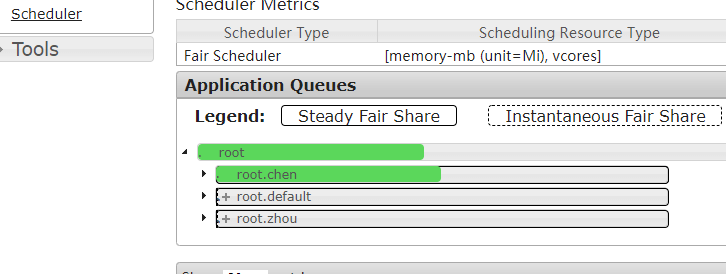 Scheduler
Tools
Scheduler Metrics
Scheduler Type Scheduling Resource Type
Fair Scheduler [memory-mb (unit=Mi), vcores]
Application Queues
Legend: Steady Fair Share Instantaneous Fair Share
root
root.chen
+ root.default
+ root.zhou